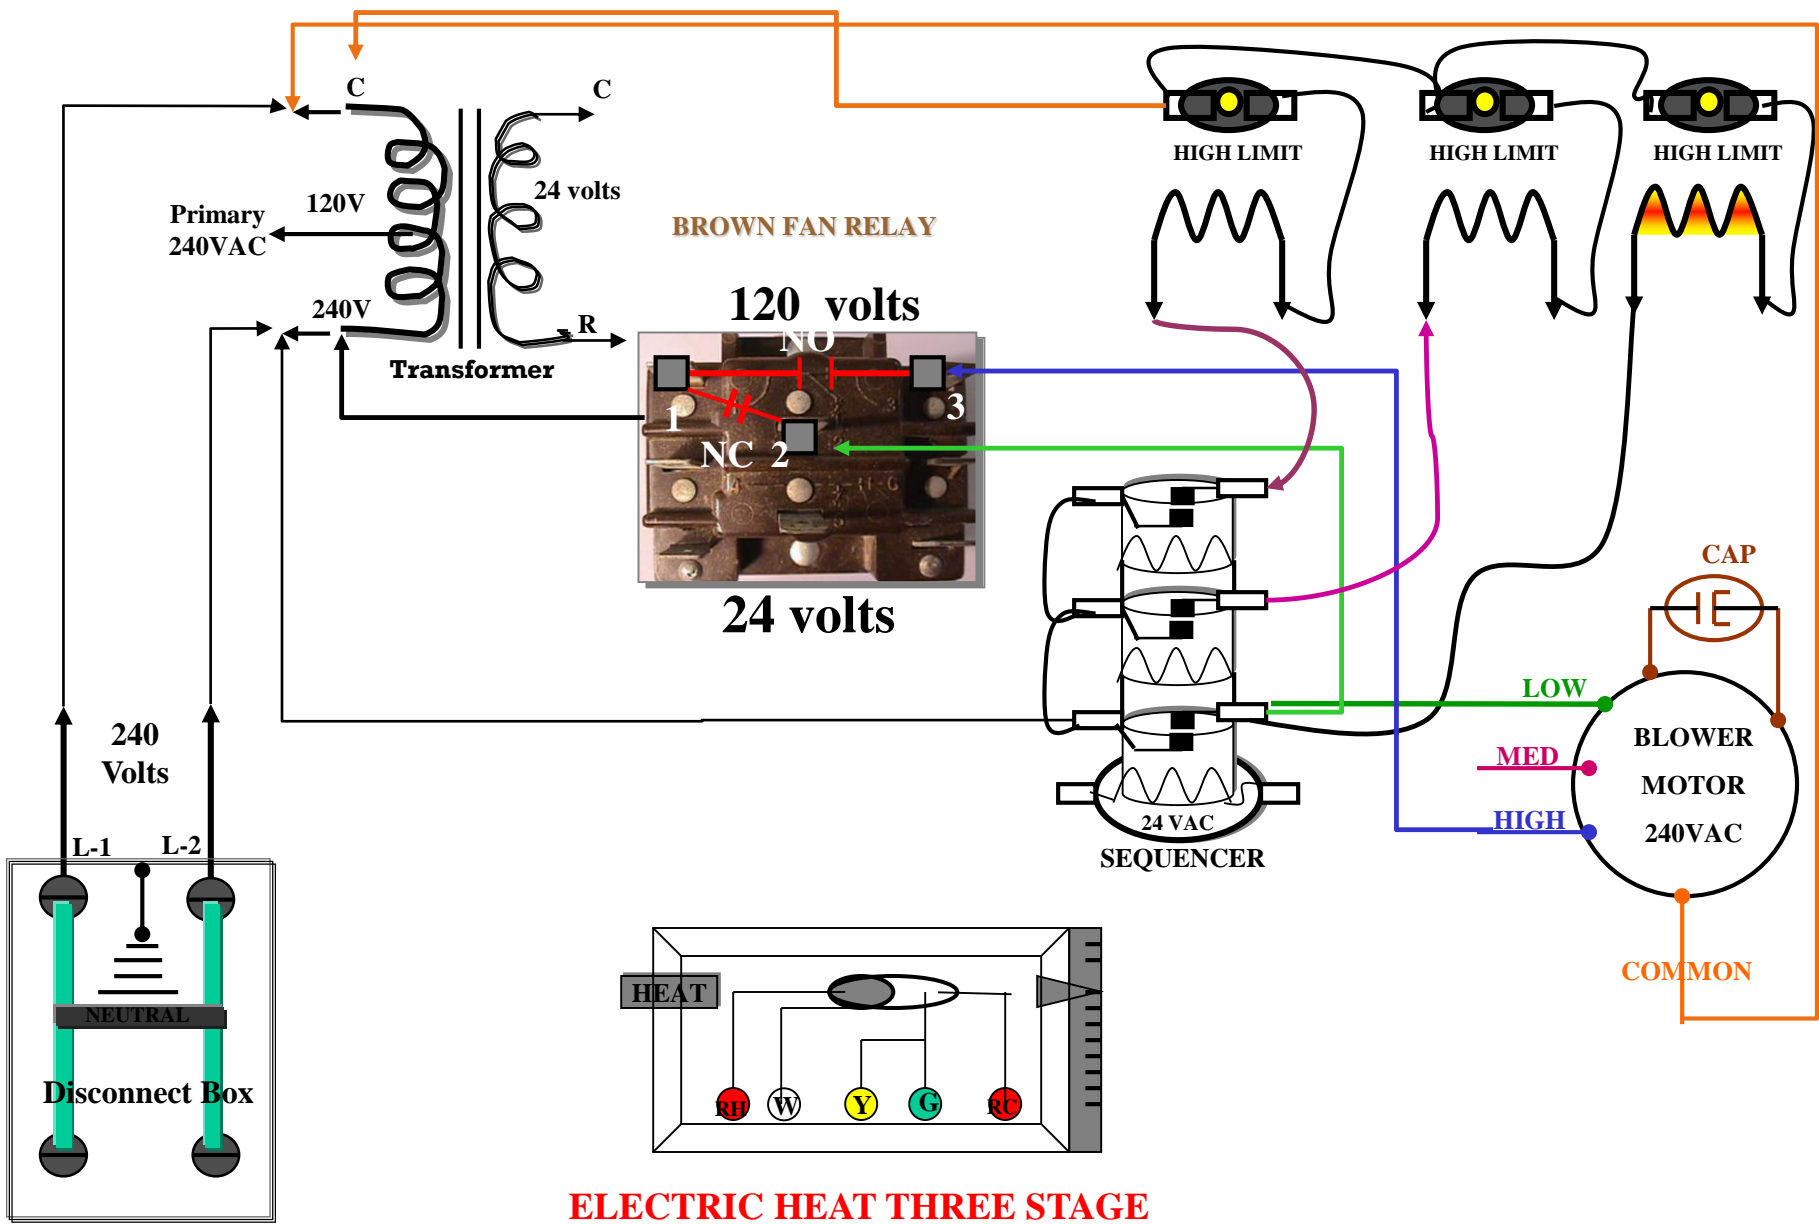 C
C
120V
24 volts
Primary
240VAC
240V
R
Transformer
BROWN FAN RELAY
120 volts
NO
1
3
NC 2
24 volts
HIGH LIMIT
HIGH LIMIT
HIGH LIMIT
CAP
LOW
MED
HIGH
BLOWER
MOTOR
240VAC
COMMON
24 VAC
SEQUENCER
240
Volts
L-1
L-2
NEUTRAL
Disconnect Box
HEAT
RH
W
Y
G
RC
ELECTRIC HEAT THREE STAGE